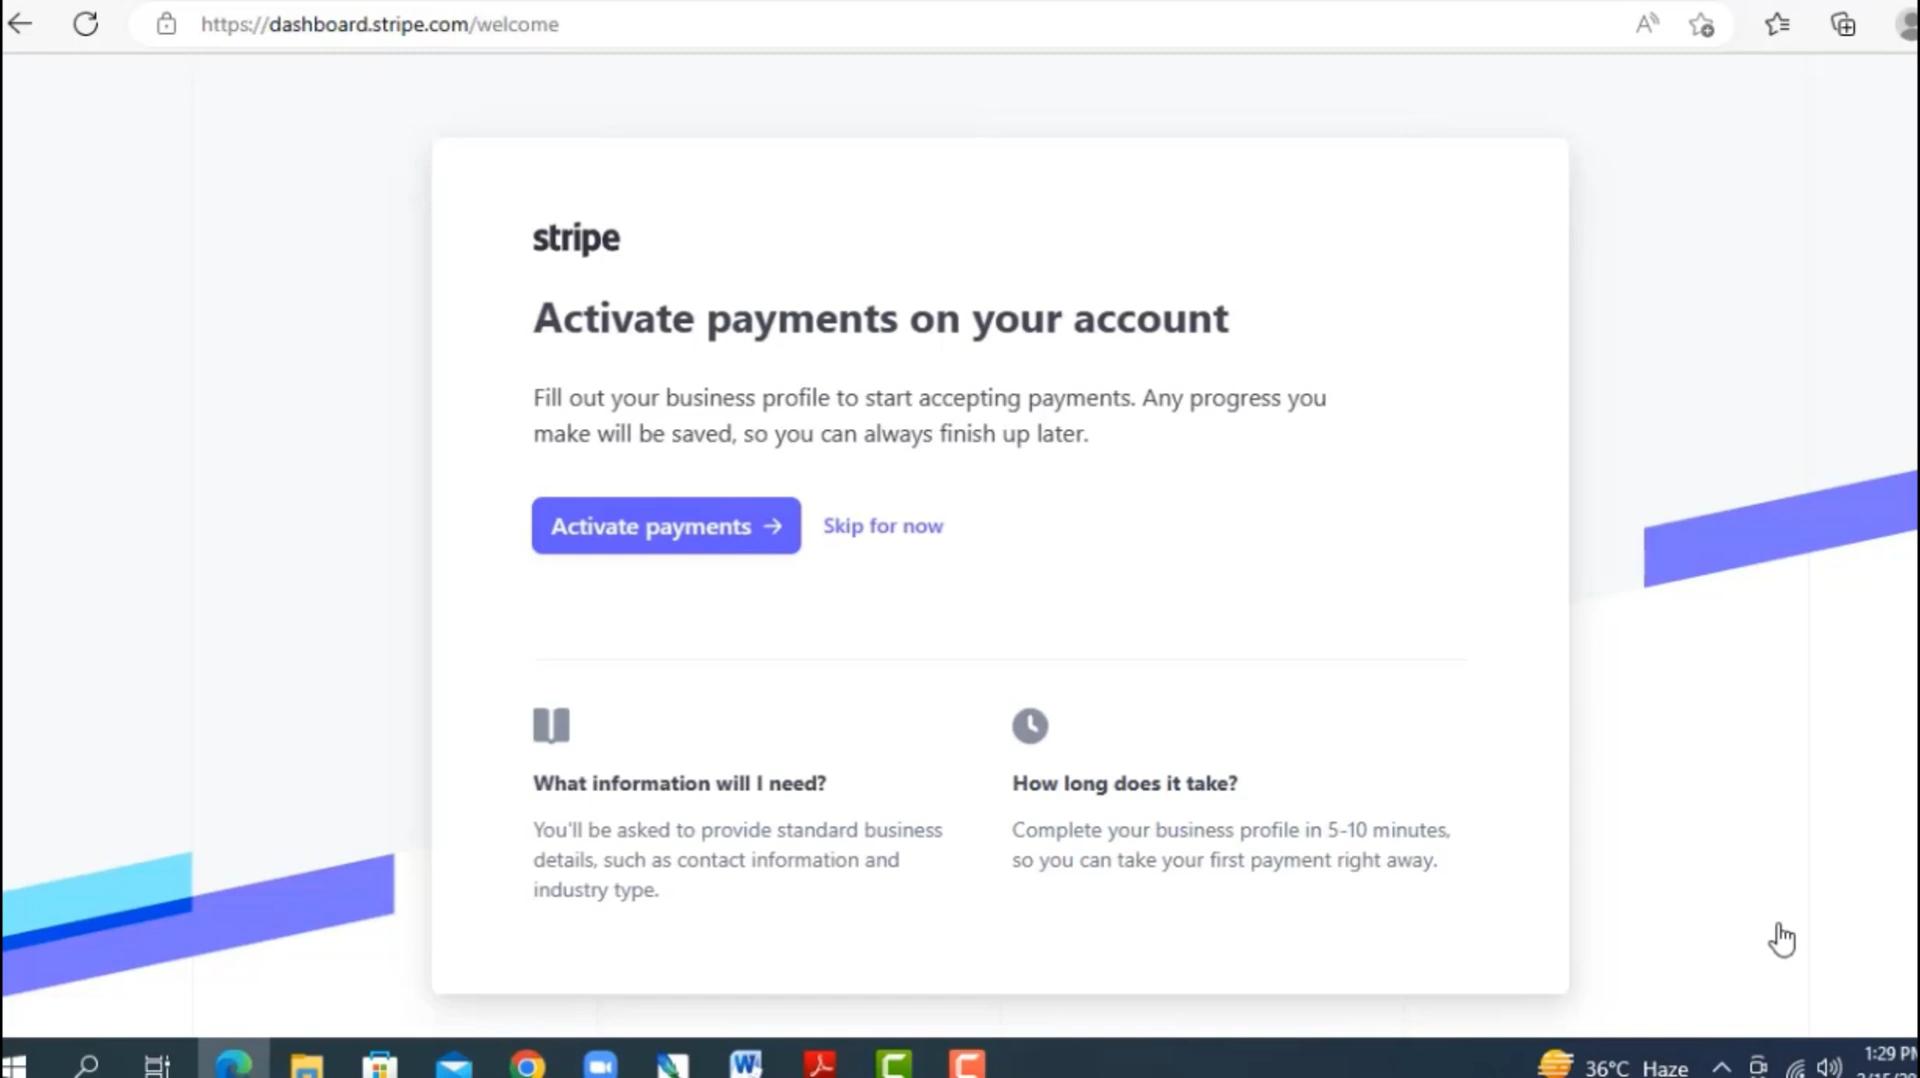 https://dashboard.stripe.com/welcome
stripe
Activate payments on your account
Fill out your business profile to start accepting payments. Any progress you
make will be saved, so you can always finish up later.
Activate payments →
Skip for now
What information will I need?
You'll be asked to provide standard business
details, such as contact information and
industry type.
How long does it take?
Complete your business profile in 5-10 minutes,
so you can take your first payment right away.
36°C Haze
1:29 PM